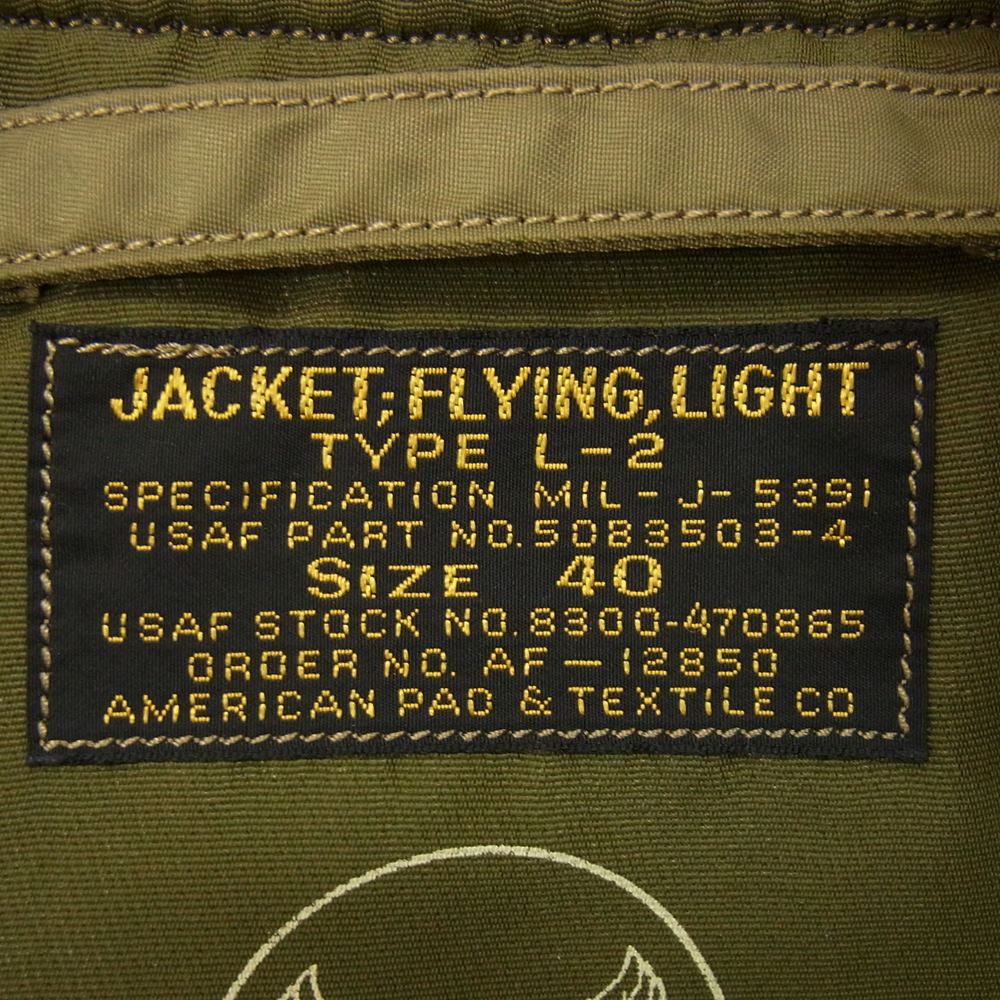 JACKET; FLYING, LIGHT
TYPE L-2
SPECIFICATION MIL-J-5391
USAF PART NO. 5083503-4
SIZE 40
USAF STOCK NO. 8300-470865
ORDER NO. AF-12850
AMERICAN PAD & TEXTILE CO